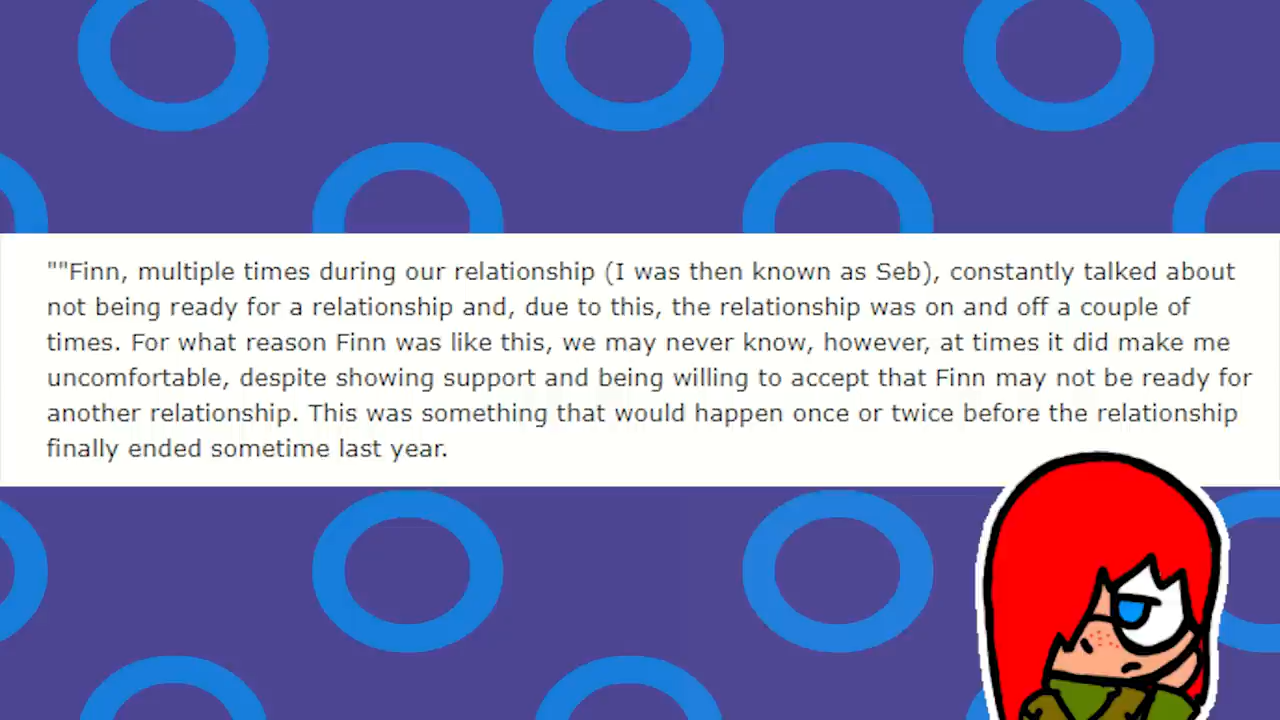 ""Finn, multiple times during our relationship (I was then known as Seb), constantly talked about
not being ready for a relationship and, due to this, the relationship was on and off a couple of
times. For what reason Finn was like this, we may never know, however, at times it did make me
uncomfortable, despite showing support and being willing to accept that Finn may not be ready for
another relationship. This was something that would happen once or twice before the relationship
finally ended sometime last year.